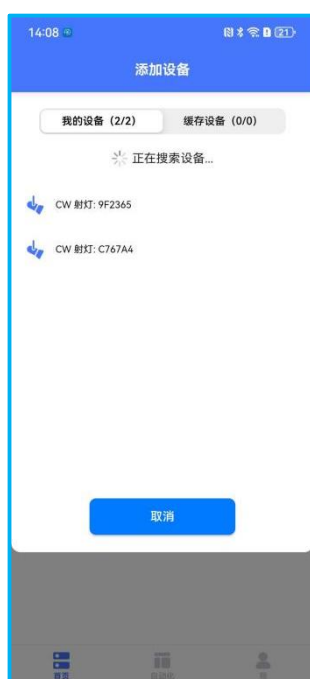 14:08
21
添加设备
我的设备（2/2） 缓存设备（0/0）
正在搜索设备...
CW 射灯: 9F2365
CW 射灯: C767A4
取消